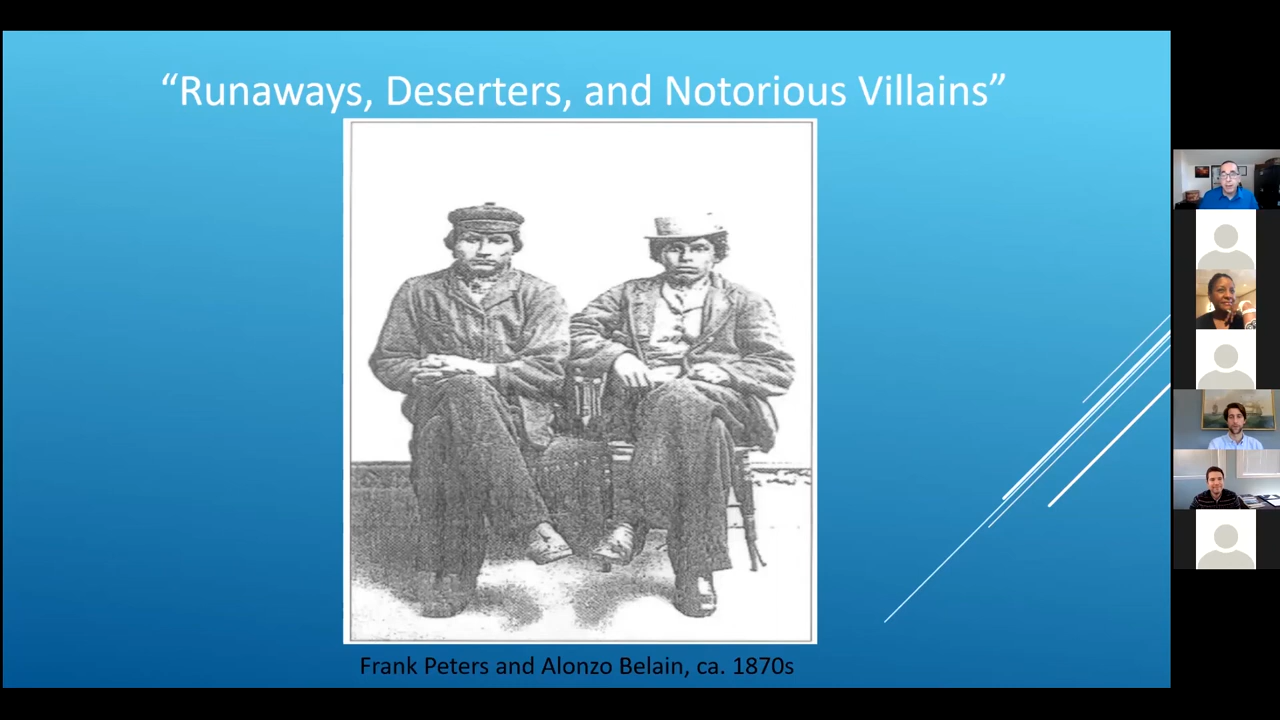 “Runaways, Deserters, and Notorious Villains”
Frank Peters and Alonzo Belain, ca. 1870s